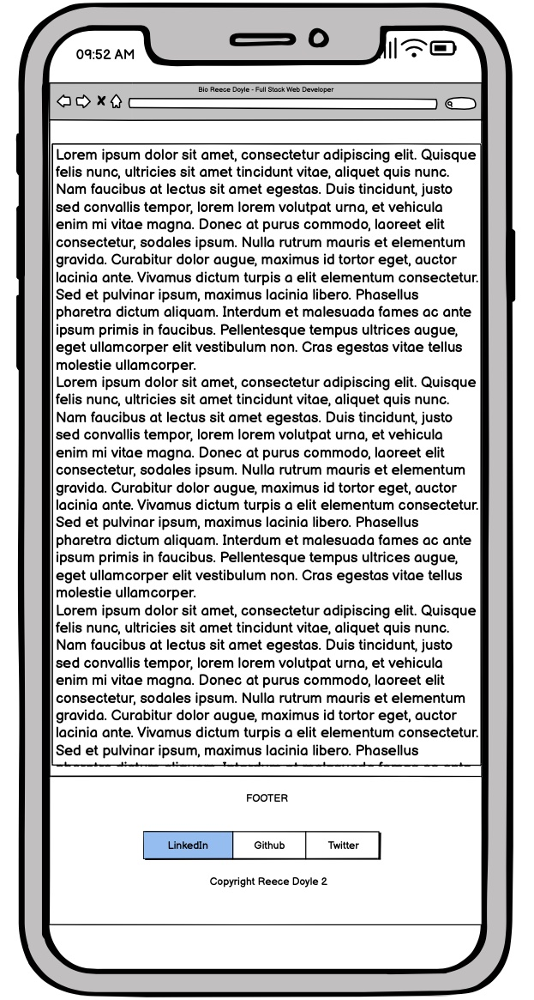 09:52 AM
Bio Reece Doyle - Full Stack Web Developer
Lorem ipsum dolor sit amet, consectetur adipiscing elit. Quisque
felis nunc, ultricies sit amet tincidunt vitae, aliquet quis nunc.
Nam faucibus at lectus sit amet egestas. Duis tincidunt, justo
sed convallis tempor, lorem lorem volutpat urna, et vehicula
enim mi vitae magna. Donec at purus commodo, laoreet elit
consectetur, sodales ipsum. Nulla rutrum mauris et elementum
gravida. Curabitur dolor augue, maximus id tortor eget, auctor
lacinia ante. Vivamus dictum turpis a elit elementum consectetur.
Sed et pulvinar ipsum, maximus lacinia libero. Phasellus
pharetra dictum aliquam. Interdum et malesuada fames ac ante
ipsum primis in faucibus. Pellentesque tempus ultrices augue,
eget ullamcorper elit vestibulum non. Cras egestas vitae tellus
molestie ullamcorper.
Lorem ipsum dolor sit amet, consectetur adipiscing elit. Quisque
felis nunc, ultricies sit amet tincidunt vitae, aliquet quis nunc.
Nam faucibus at lectus sit amet egestas. Duis tincidunt, justo
sed convallis tempor, lorem lorem volutpat urna, et vehicula
enim mi vitae magna. Donec at purus commodo, laoreet elit
consectetur, sodales ipsum. Nulla rutrum mauris et elementum
gravida. Curabitur dolor augue, maximus id tortor eget, auctor
lacinia ante. Vivamus dictum turpis a elit elementum consectetur.
Sed et pulvinar ipsum, maximus lacinia libero. Phasellus
pharetra dictum aliquam. Interdum et malesuada fames ac ante
ipsum primis in faucibus. Pellentesque tempus ultrices augue,
eget ullamcorper elit vestibulum non. Cras egestas vitae tellus
molestie ullamcorper.
Lorem ipsum dolor sit amet, consectetur adipiscing elit. Quisque
felis nunc, ultricies sit amet tincidunt vitae, aliquet quis nunc.
Nam faucibus at lectus sit amet egestas. Duis tincidunt, justo
sed convallis tempor, lorem lorem volutpat urna, et vehicula
enim mi vitae magna. Donec at purus commodo, laoreet elit
consectetur, sodales ipsum. Nulla rutrum mauris et elementum
gravida. Curabitur dolor augue, maximus id tortor eget, auctor
lacinia ante. Vivamus dictum turpis a elit elementum consectetur.
Sed et pulvinar ipsum, maximus lacinia libero. Phasellus
FOOTER
LinkedIn Github Twitter
Copyright Reece Doyle 2